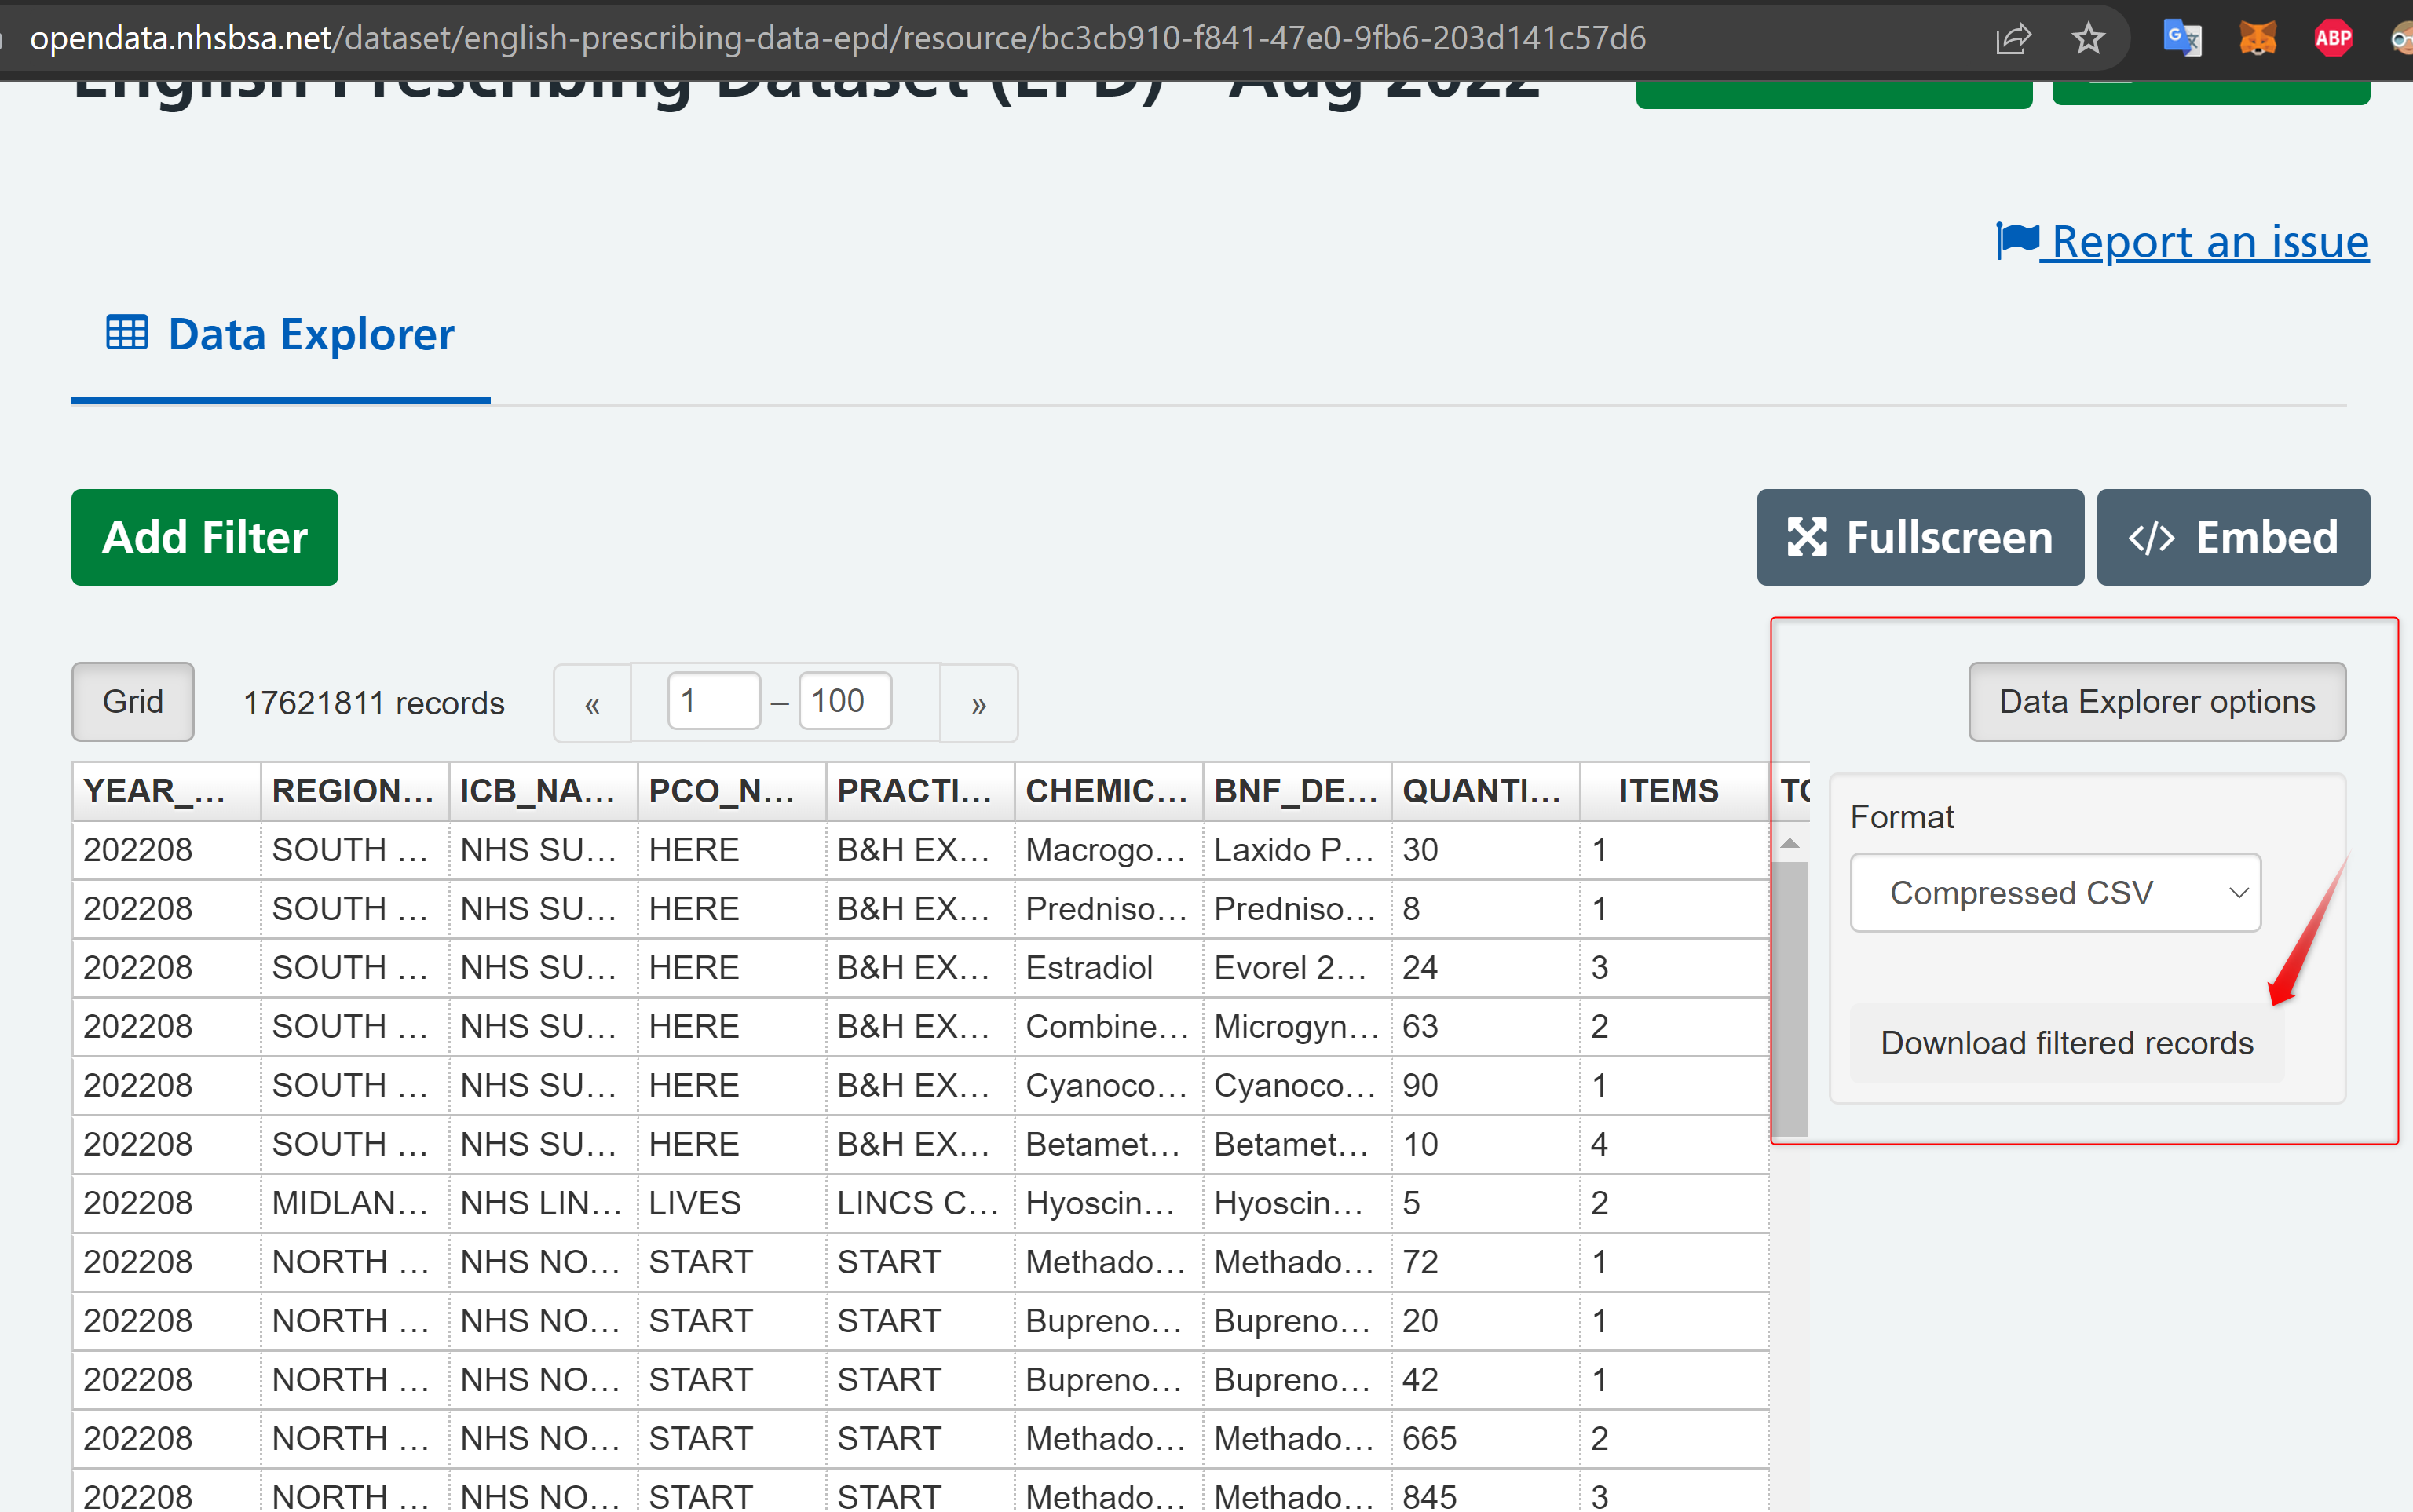 opendata.nhsbsa.net/dataset/english-prescribing-data-epd/resource/bc3cb910-f841-47e0-9fb6-203d141c57d6
ABP
English Prescribing Dataset (EPD) - Aug 2022
Report an issue
Data Explorer
Add Filter
Fullscreen
</> Embed
Grid
17621811 records
«
1 – 100
»
Data Explorer options
YEAR_... REGION... ICB_NA... PCO_N... PRACTI... CHEMIC... BNF_DE... QUANTI... ITEMS
202208 SOUTH ... NHS SU... HERE B&H EX... Macrogo... Laxido P... 30 1
202208 SOUTH ... NHS SU... HERE B&H EX... Predniso... Predniso... 8 1
202208 SOUTH ... NHS SU... HERE B&H EX... Estradiol Evorel 2... 24 3
202208 SOUTH ... NHS SU... HERE B&H EX... Combine... Microgyn... 63 2
202208 SOUTH ... NHS SU... HERE B&H EX... Cyanoco... Cyanoco... 90 1
202208 SOUTH ... NHS SU... HERE B&H EX... Betamet... Betamet... 10 4
202208 MIDLAN... NHS LIN... LIVES LINCS C... Hyoscin... Hyoscin... 5 2
202208 NORTH ... NHS NO... START START Methado... Methado... 72 1
202208 NORTH ... NHS NO... START START Bupreno... Bupreno... 20 1
202208 NORTH ... NHS NO... START START Bupreno... Bupreno... 42 1
202208 NORTH ... NHS NO... START START Methado... Methado... 665 2
202208 NORTH ... NHS NO... START START Methado... Methado... 845 3
Format
Compressed CSV
Download filtered records